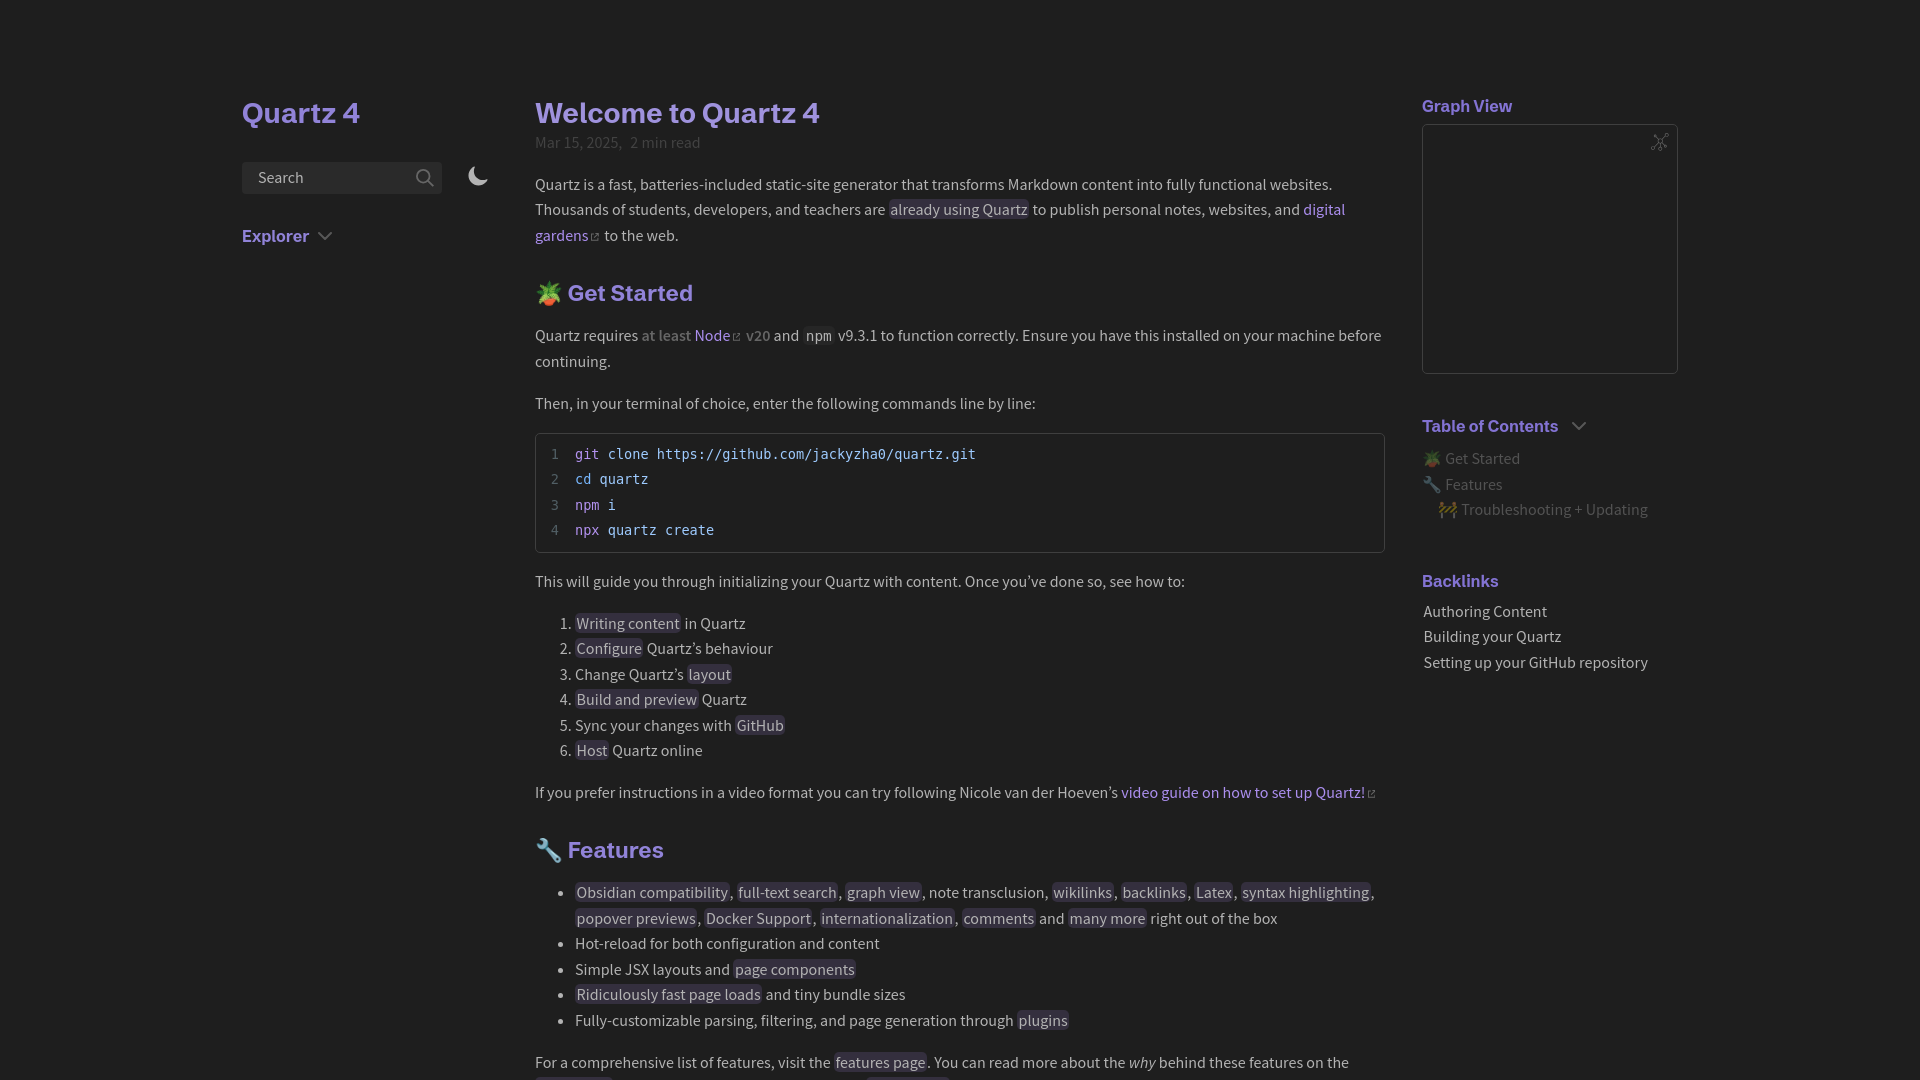 Quartz 4
Search
Explorer
Welcome to Quartz 4
Mar 15, 2025, 2 min read
Quartz is a fast, batteries-included static-site generator that transforms Markdown content into fully functional websites.
Thousands of students, developers, and teachers are already using Quartz to publish personal notes, websites, and digital
gardens to the web.
🪴 Get Started
Quartz requires at least Node v20 and npm v9.3.1 to function correctly. Ensure you have this installed on your machine before
continuing.
Then, in your terminal of choice, enter the following commands line by line:
1 git clone https://github.com/jackyzha0/quartz.git
2 cd quartz
3 npm i
4 npx quartz create
This will guide you through initializing your Quartz with content. Once you’ve done so, see how to:
1. Writing content in Quartz
2. Configure Quartz’s behaviour
3. Change Quartz’s layout
4. Build and preview Quartz
5. Sync your changes with GitHub
6. Host Quartz online
If you prefer instructions in a video format you can try following Nicole van der Hoeven’s video guide on how to set up Quartz!
🔧 Features
• Obsidian compatibility, full-text search, graph view, note transclusion, wikilinks, backlinks, Latex, syntax highlighting,
popover previews, Docker Support, internationalization, comments and many more right out of the box
• Hot-reload for both configuration and content
• Simple JSX layouts and page components
• Ridiculously fast page loads and tiny bundle sizes
• Fully-customizable parsing, filtering, and page generation through plugins
For a comprehensive list of features, visit the features page. You can read more about the why behind these features on the
Graph View
Table of Contents
🪴 Get Started
🔧 Features
🚧 Troubleshooting + Updating
Backlinks
Authoring Content
Building your Quartz
Setting up your GitHub repository